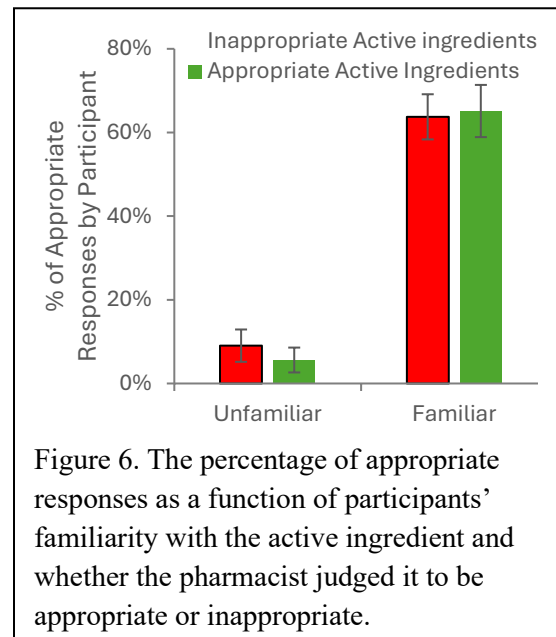 80%
Inappropriate Active ingredients
Appropriate Active Ingredients
60%
40%
20%
0%
% of Appropriate
Responses by Participant
Unfamiliar Familiar
Figure 6. The percentage of appropriate
responses as a function of participants’
familiarity with the active ingredient and
whether the pharmacist judged it to be
appropriate or inappropriate.